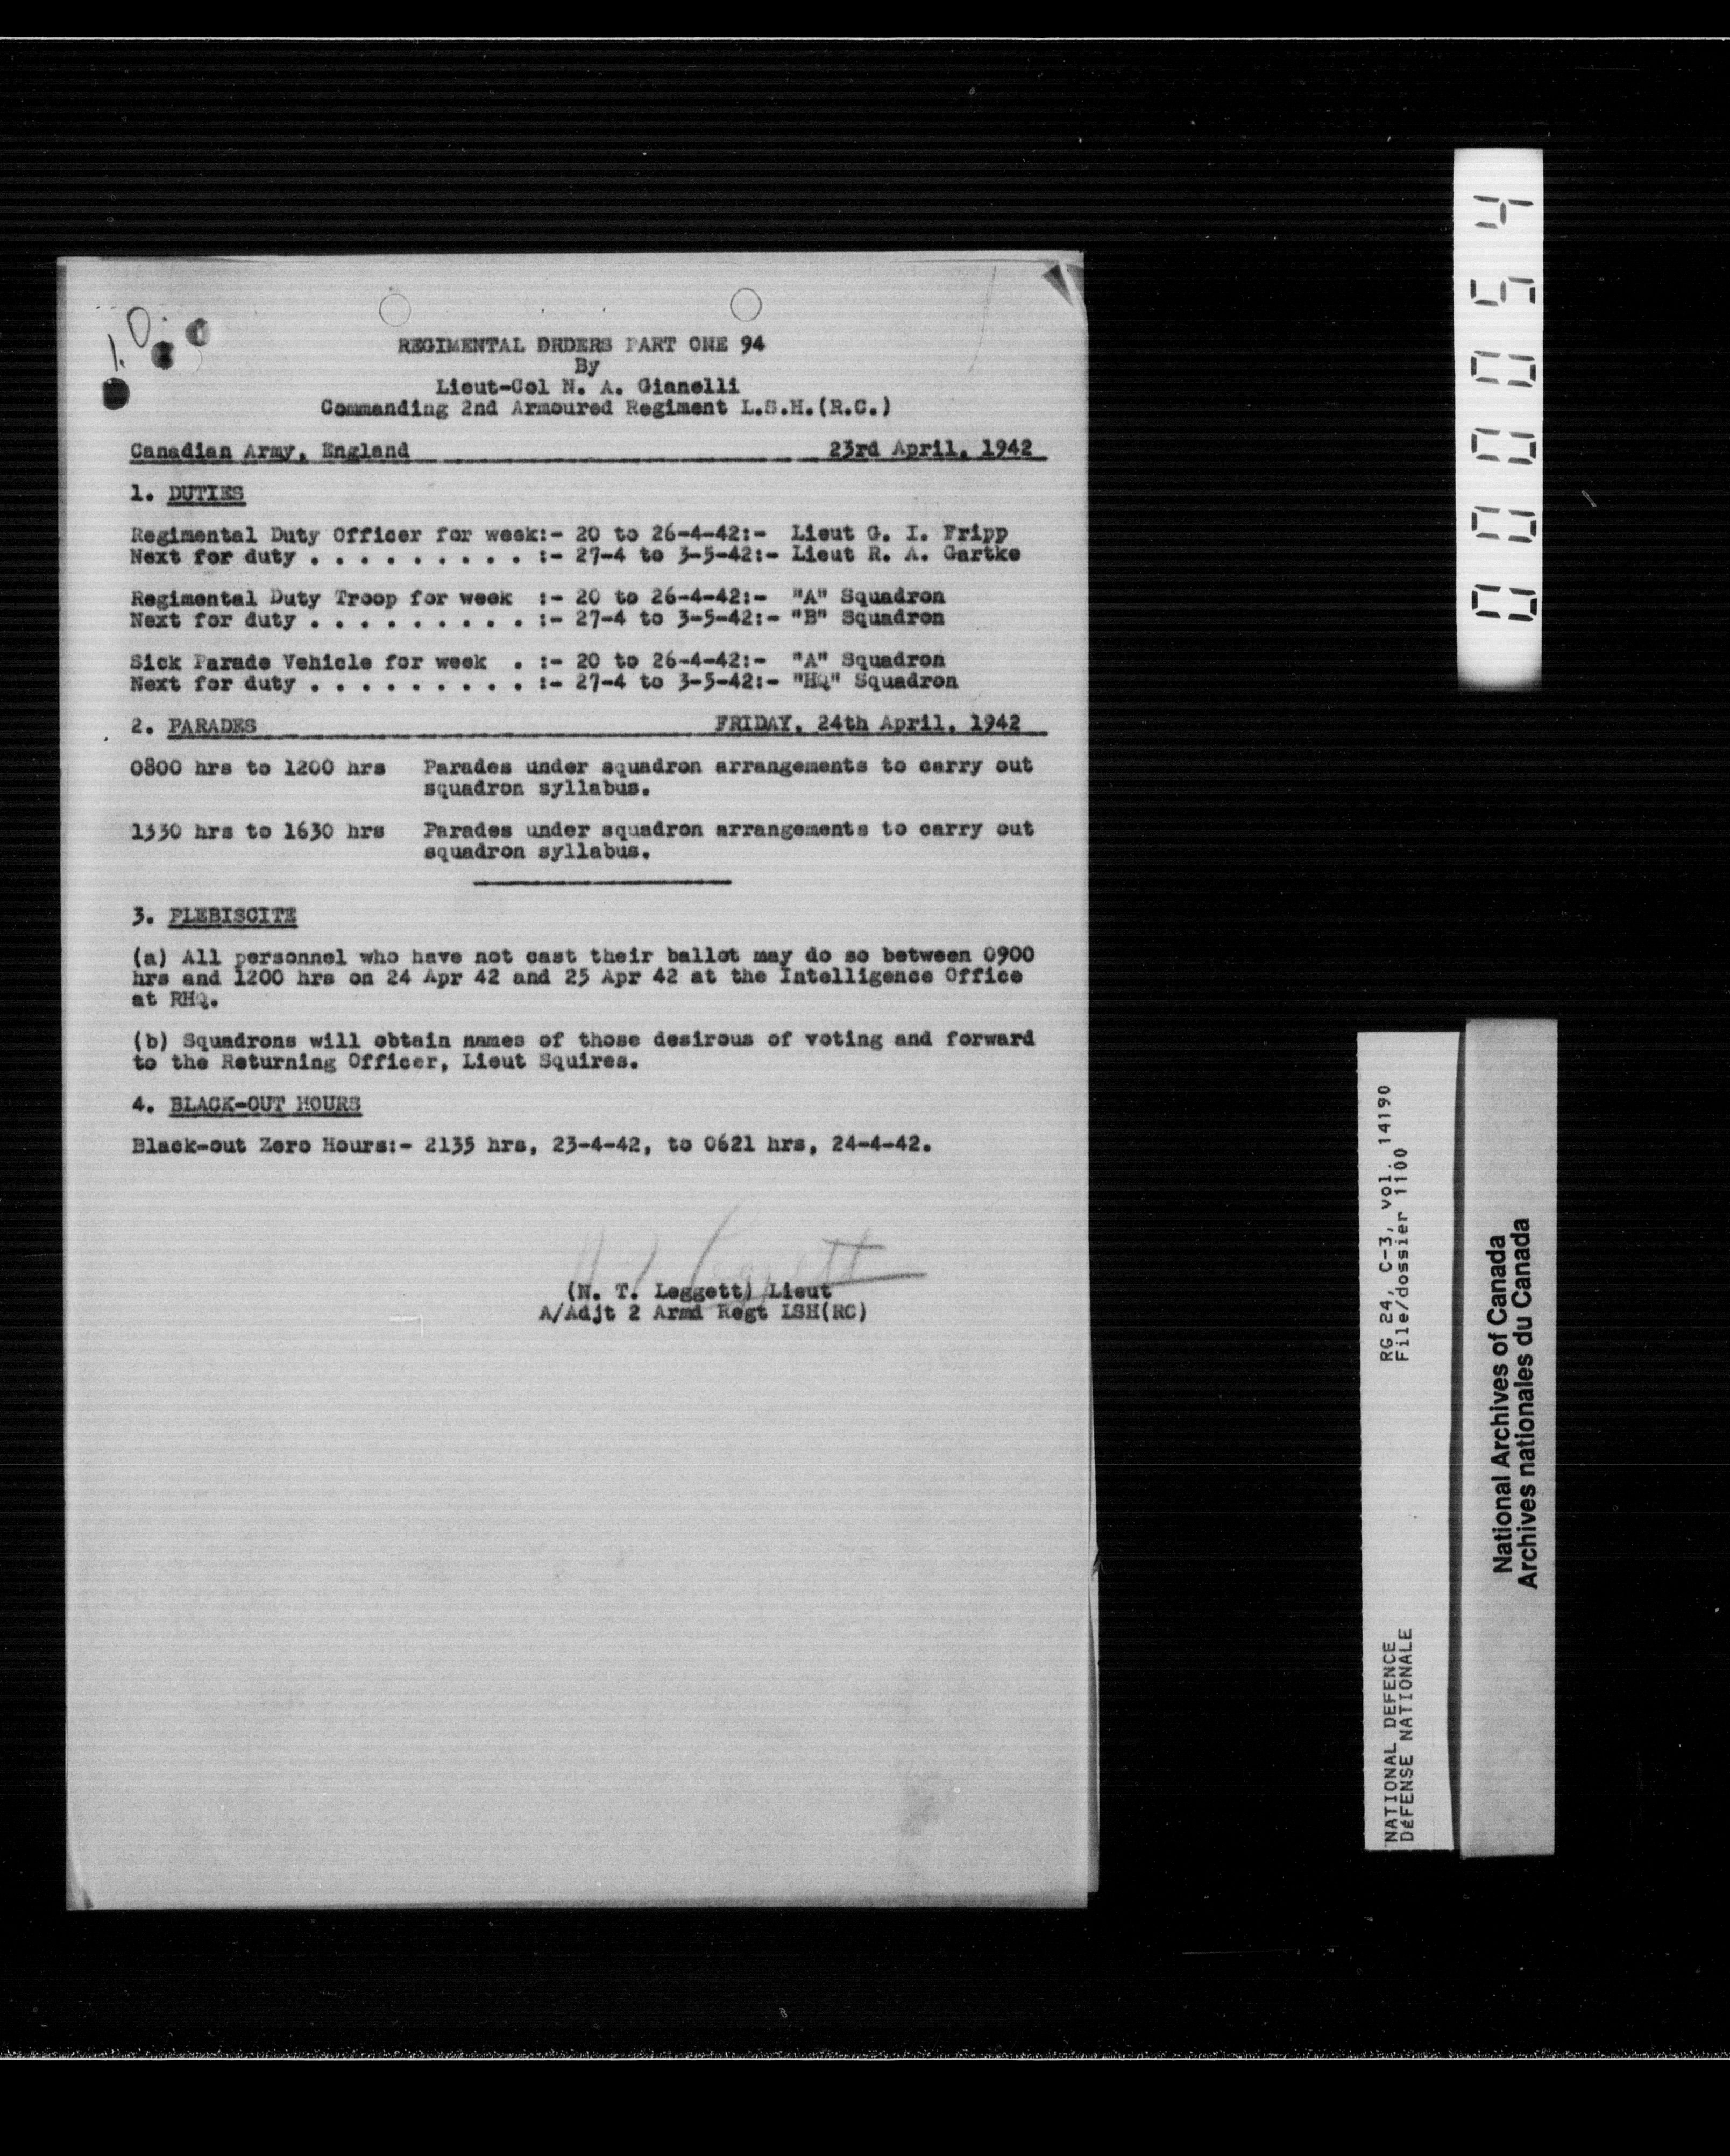 1.0.
REGIMENTAL DRDERS PART ONE 94
By
Lieut-Col N. A. Gianelli
Commanding 2nd Armoured Regiment L.S.H.(R.C.)
Canadian Army, England 23rd April, 1942
1. DUTIES
Regimental Duty Officer for week:- 20 to 26-4-42:- Lieut G. I. Fripp
Next for duty . . . . . . . . . :- 27-4 to 3-5-42:- Lieut R. A. Gartke
Regimental Duty Troop for week :- 20 to 26-4-42:- "A" Squadron
Next for duty . . . . . . . . . :- 27-4 to 3-5-42:- "B" Squadron
Sick Parade Vehicle for week . :- 20 to 26-4-42:- "A" Squadron
Next for duty . . . . . . . . . :- 27-4 to 3-5-42:- "HQ" Squadron
2. PARADES FRIDAY, 24th April, 1942
0800 hrs to 1200 hrs Parades under squadron arrangements to carry out
squadron syllabus.
1330 hrs to 1630 hrs Parades under squadron arrangements to carry out
squadron syllabus.
3. PLEBISCITE
(a) All personnel who have not cast their ballot may do so between 0900
hrs and 1200 hrs on 24 Apr 42 and 25 Apr 42 at the Intelligence Office
at RHQ.
(b) Squadrons will obtain names of those desirous of voting and forward
to the Returning Officer, Lieut Squires.
4. BLACK-OUT HOURS
Black-out Zero Hours:- 2135 hrs, 23-4-42, to 0621 hrs, 24-4-42.
N T Leggett
(N. T. Leggett) Lieut
A/Adjt 2 Armd Regt LSH(RC)
000054
NATIONAL DEFENCE RG 24, C-3, vol. 14190
DéFENSE NATIONALE File/dossier 1100
National Archives of Canada
Archives nationales du Canada